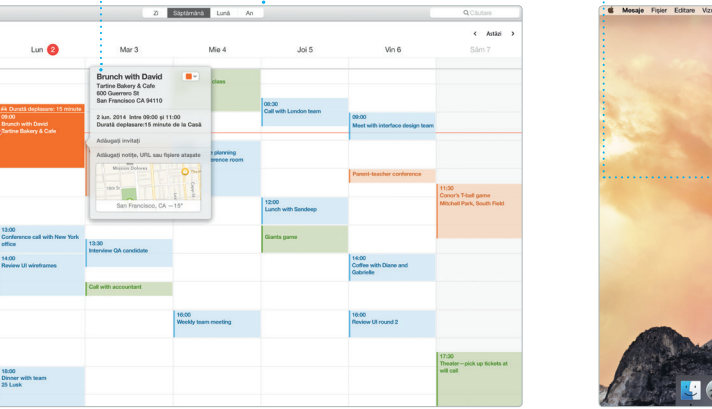 Zi Săptămână Lună An
Căutare
< Astăzi >
Lun 2 Mar 3 Mie 4 Joi 5 Vin 6 Sâm 7
Durată deplasare: 15 minute
09:00
Brunch with David
Tartine Bakery & Cafe
13:00
Conference call with New York
office
14:00
Review UI wireframes
18:00
Dinner with team
25 Lusk
Brunch with David
Tartine Bakery & Cafe
600 Guerrero St
San Francisco CA 94110
2 iun. 2014 între 09:00 și 11:00
Durată deplasare:15 minute de la Casă
Adăugați invitați
Adăugați notițe, URL sau fișiere atașate
Mission Dolores
18th St
San Francisco, CA
13:30
Interview QA candidate
Call with accountant
class
planning
16:00
Weekly team meeting
08:30
Call with London team
12:00
Lunch with Sandeep
Giants game
09:00
Meet with interface design team
Parent-teacher conference
14:00
Coffee with Diane and
Gabrielle
16:00
Review UI round 2
11:30
Conor's T-ball game
Mitchell Park, South Field
17:30
Theater—pick up tickets at
will call
Mesaje Fișier Editare